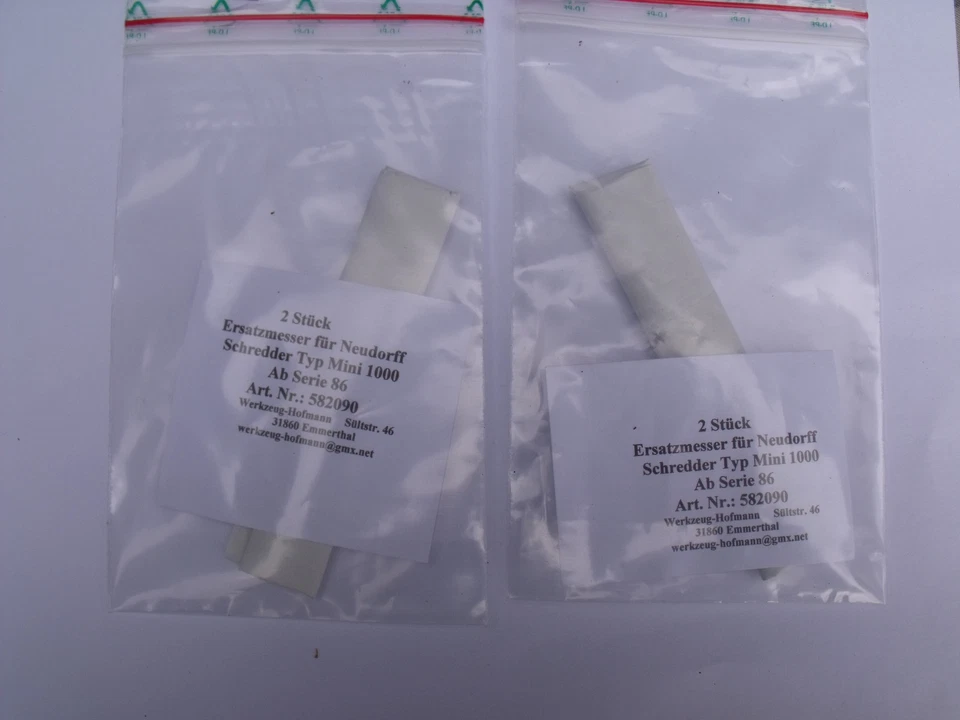 2 Stück
Ersatzmesser für Neudorff
Schredder Typ Mini 1000
Ab Serie 86
Art. Nr.: 582090
Werkzeug-Hofmann Sültstr. 46
31860 Emmerthal
werkzeug-hofmann@gmx.net
2 Stück
Ersatzmesser für Neudorff
Schredder Typ Mini 1000
Ab Serie 86
Art. Nr.: 582090
Werkzeug-Hofmann Sültstr. 46
31860 Emmerthal
werkzeug-hofmann@gmx.net